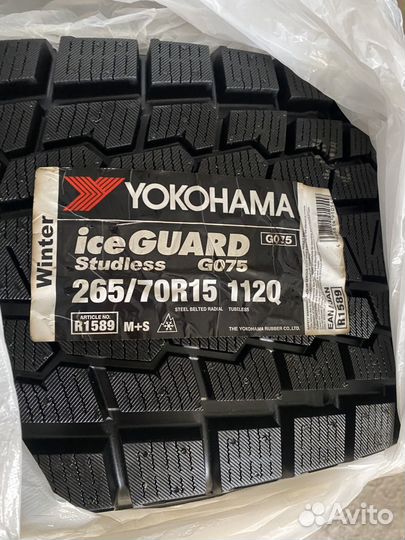 Winter
YOKOHAMA
iceGUARD
Studless G075
G075
265/70R15 112Q
ARTICLE NO.
R1589
M+S
STEEL BELTED RADIAL TUBELESS
THE YOKOHAMA RUBBER CO.,LTD.
EAN/JAN
R1589
Avito